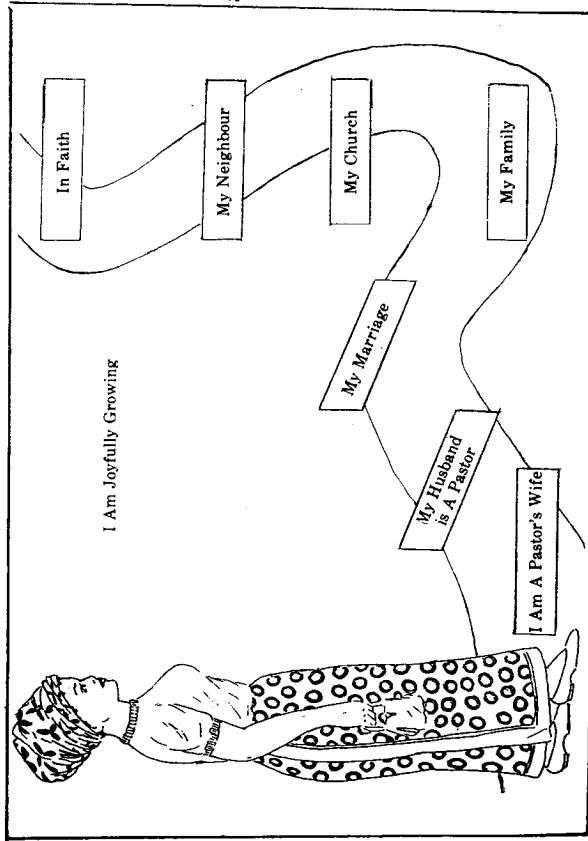 In Faith
I Am Joyfully Growing
My Neighbour
My Church
My Marriage
My Husband
is A Pastor
My Family
I Am A Pastor's Wife